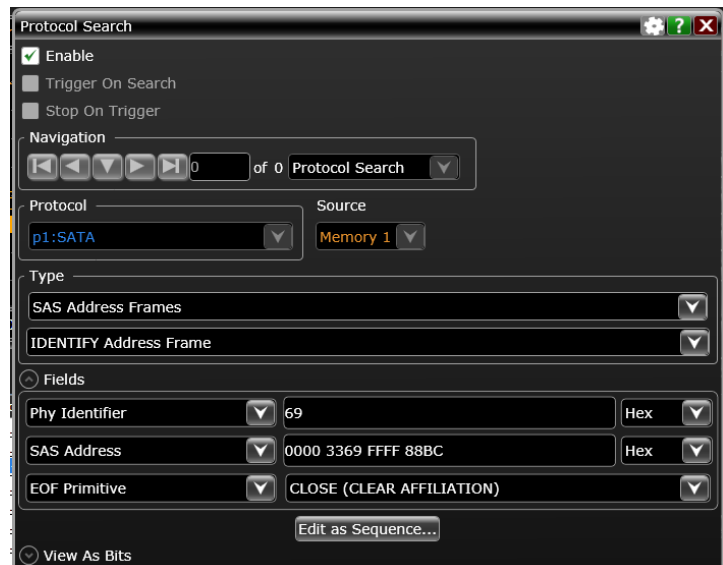 Protocol Search ?
Enable
Trigger On Search
Stop On Trigger
Navigation
0 of 0 Protocol Search
Protocol Source
p1:SATA Memory 1
Type
SAS Address Frames
IDENTIFY Address Frame
Fields
Phy Identifier 69 Hex
SAS Address 0000 3369 FFFF 88BC Hex
EOF Primitive CLOSE (CLEAR AFFILIATION)
Edit as Sequence...
View As Bits